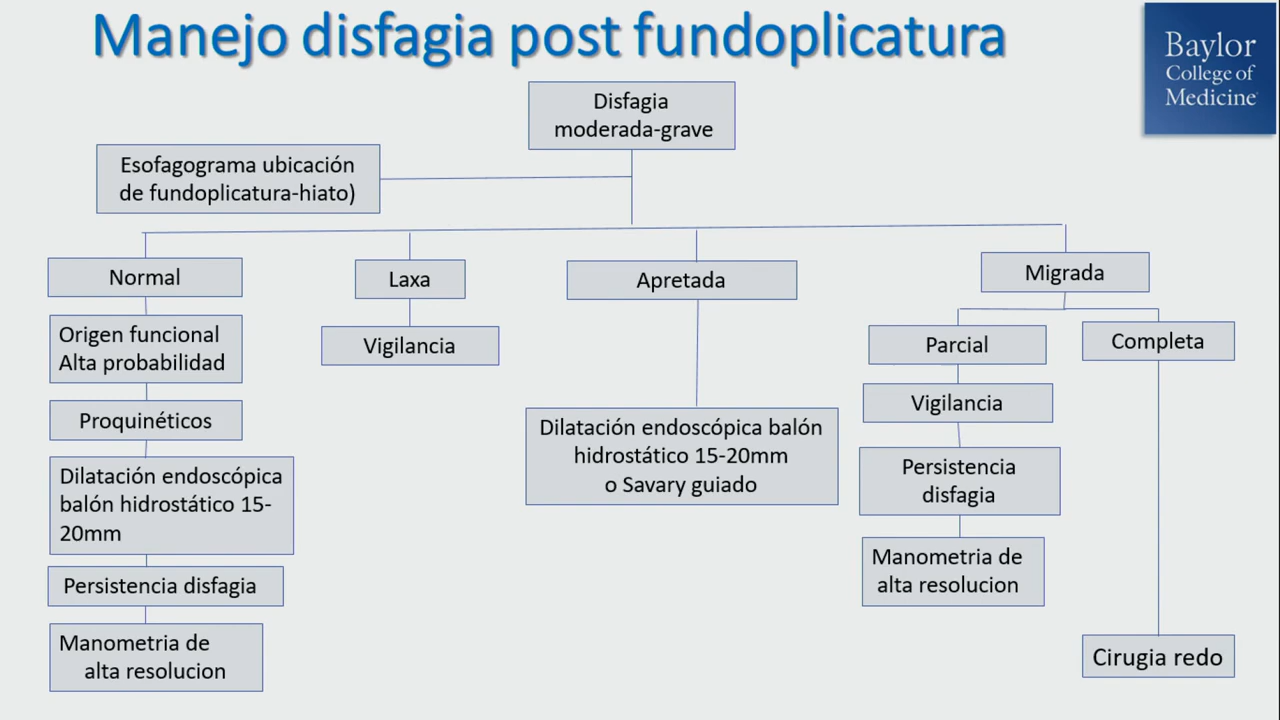 Manejo disfagia post fundoplicatura
Baylor
College of
Medicine
Disfagia
moderada-grave
Esofagograma ubicación
de fundoplicatura-hiato)
Normal
Origen funcional
Alta probabilidad
Proquinéticos
Dilatación endoscópica
balón hidrostático 15-
20mm
Persistencia disfagia
Manometria de
alta resolucion
Laxa
Vigilancia
Apretada
Dilatación endoscópica balón
hidrostático 15-20mm
o Savary guiado
Migrada
Parcial
Vigilancia
Persistencia
disfagia
Manometria de
alta resolucion
Completa
Cirugia redo